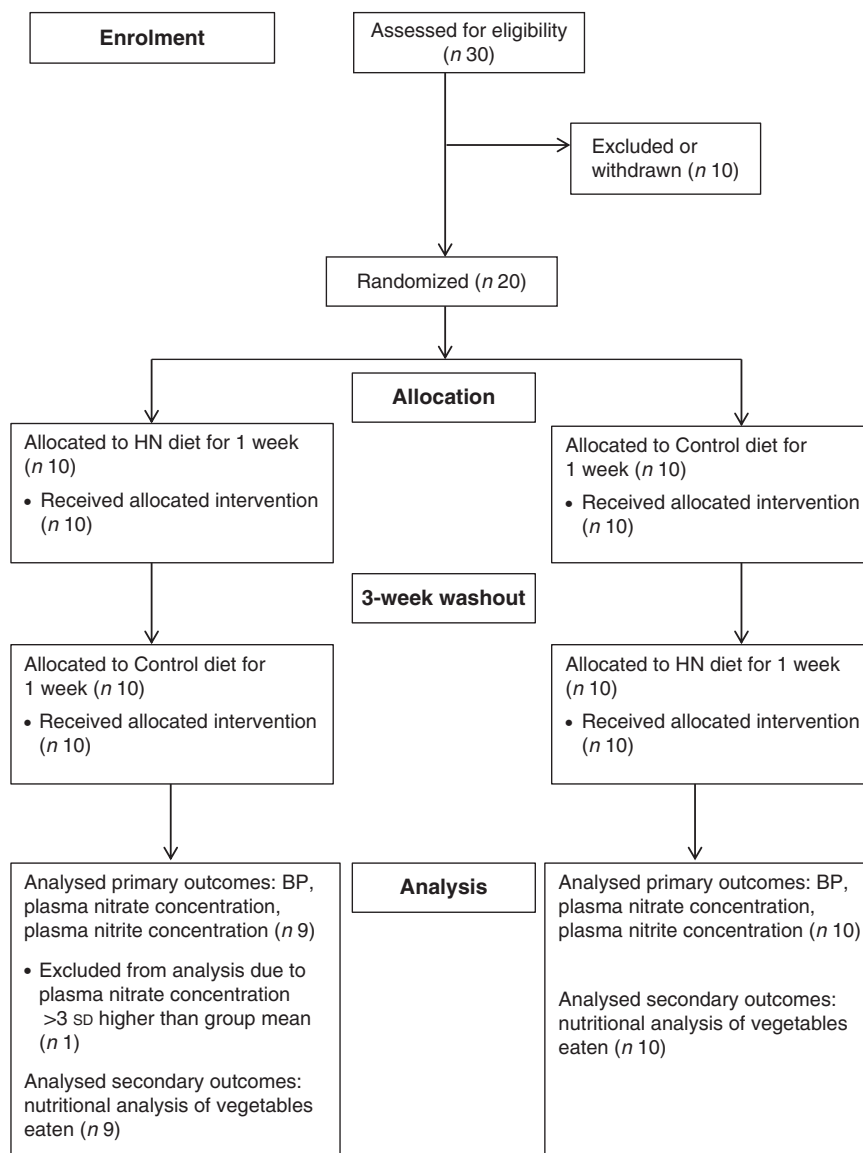 Enrolment
Assessed for eligibility
(n 30)
Excluded or
withdrawn (n 10)
Randomized (n 20)
Allocation
Allocated to HN diet for 1 week
(n 10)
• Received allocated intervention
(n 10)
Allocated to Control diet for
1 week (n 10)
• Received allocated intervention
(n 10)
3-week washout
Allocated to Control diet for
1 week (n 10)
• Received allocated intervention
(n 10)
Allocated to HN diet for 1 week
(n 10)
• Received allocated intervention
(n 10)
Analysis
Analysed primary outcomes: BP,
plasma nitrate concentration,
plasma nitrite concentration (n 9)
• Excluded from analysis due to
plasma nitrate concentration
>3 SD higher than group mean
(n 1)
Analysed secondary outcomes:
nutritional analysis of vegetables
eaten (n 9)
Analysed primary outcomes: BP,
plasma nitrate concentration,
plasma nitrite concentration (n 10)
Analysed secondary outcomes:
nutritional analysis of vegetables
eaten (n 10)